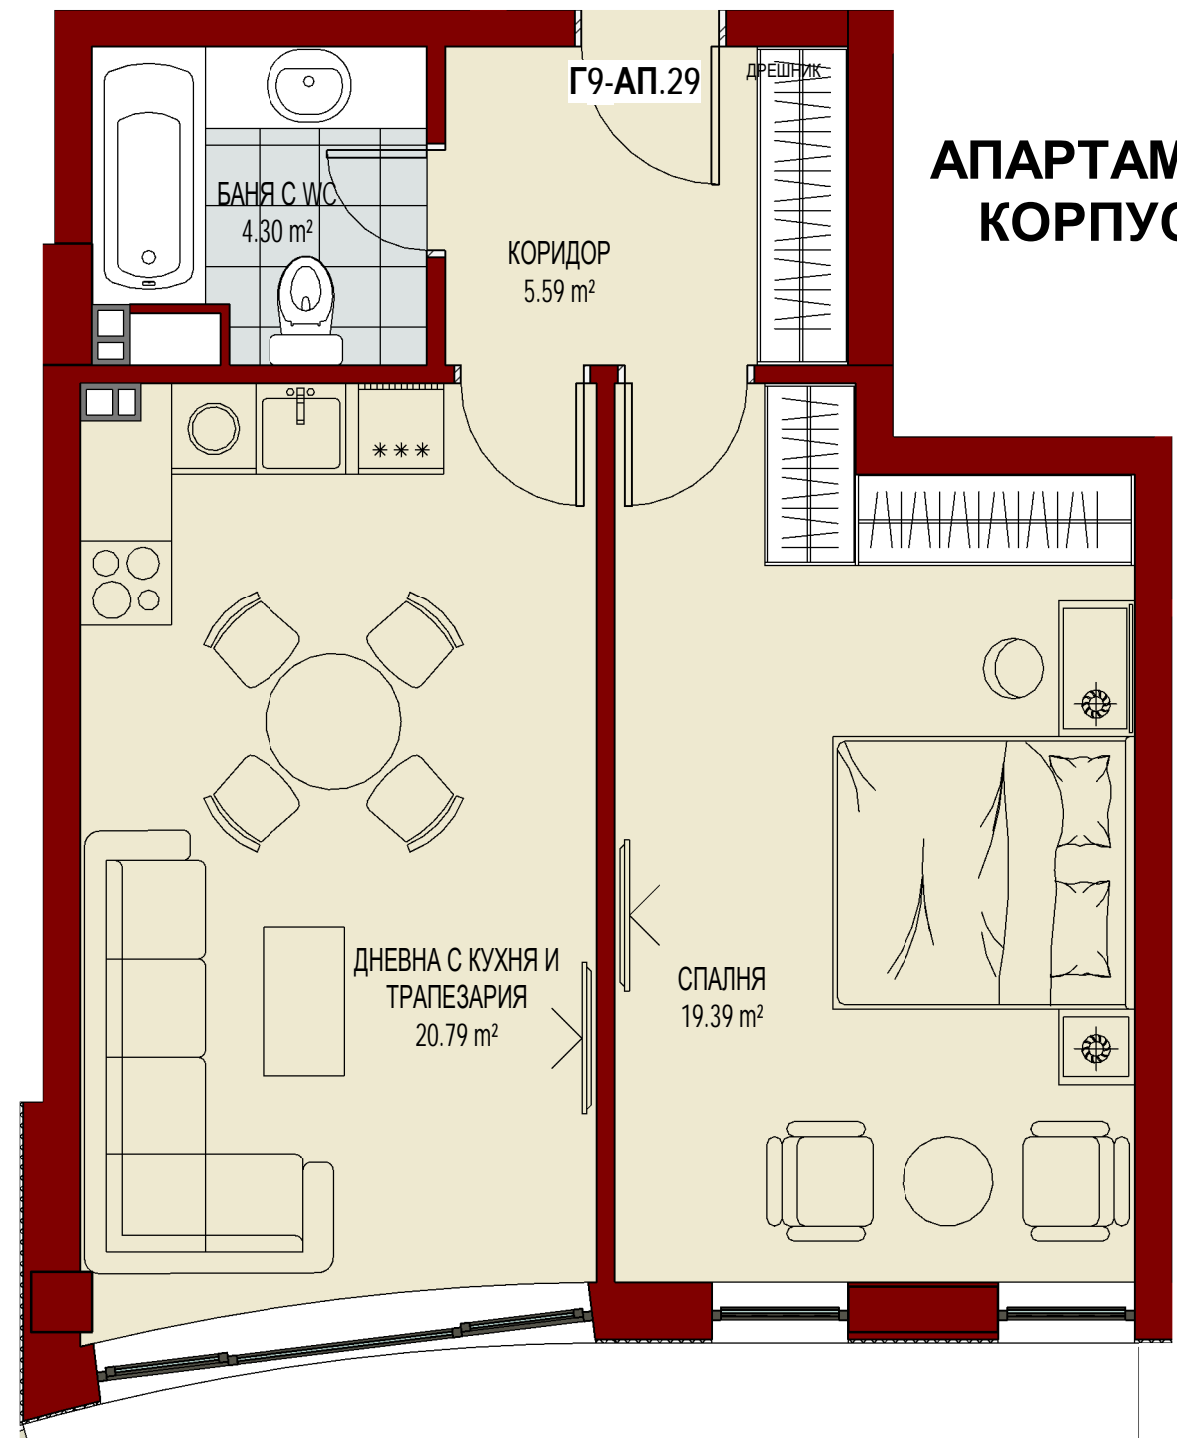 Г9-АП.29
ДРЕШНИК
АПАРТАМ
КОРПУС
БАНЯ С WC
4.30 m²
КОРИДОР
5.59 m²
ДНЕВНА С КУХНЯ И
ТРАПЕЗАРИЯ
20.79 m²
СПАЛНЯ
19.39 m²